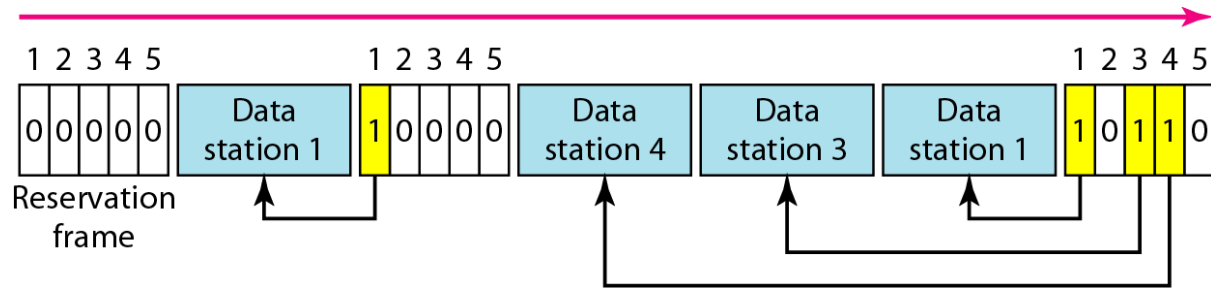 1 2 3 4 5 1 2 3 4 5 1 2 3 4 5
0 0 0 0 0 Data station 1 1 0 0 0 0 Data station 4 Data station 3 Data station 1 1 0 1 1 0
Reservation
frame